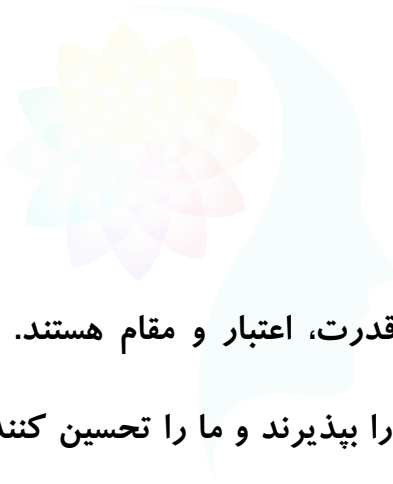 قدرت، اعتبار و مقام هستند.
را بپذیرند و ما را تحسین کنند